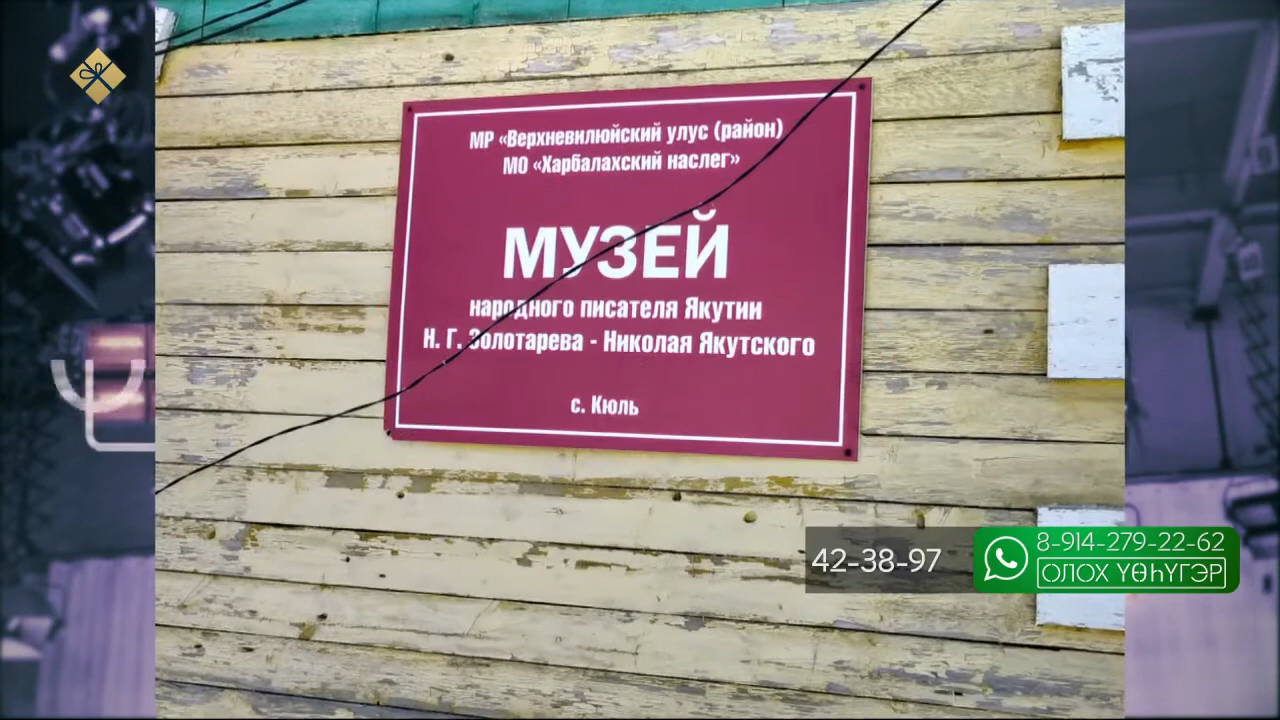 МР «Верхневилюйский улус (район)
МО «Харбалахский наслег»
МУЗЕЙ
народного писателя Якутии
Н. Г. Золотарева - Николая Якутского
с. Кюль
42-38-97
8-914-279-22-62
ОЛОХ ҮӨҺҮГЭР